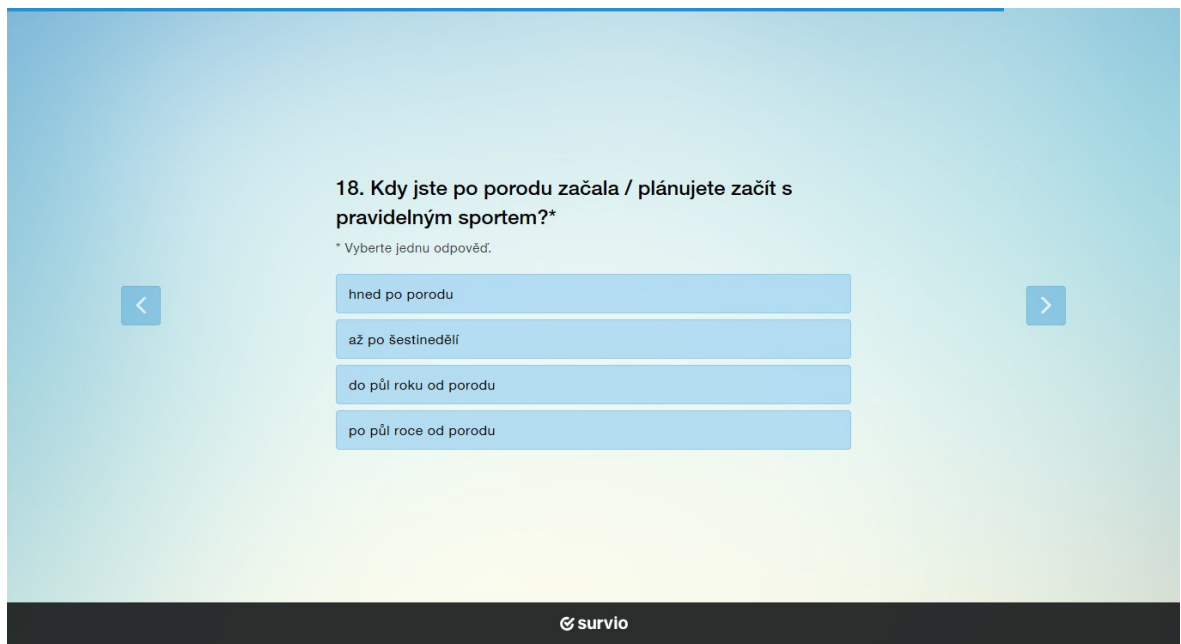 18. Kdy jste po porodu začala / plánujete začít s
pravidelným sportem?*
* Vyberte jednu odpověď.
hned po porodu
až po šestinedělí
do půl roku od porodu
po půl roce od porodu
survio